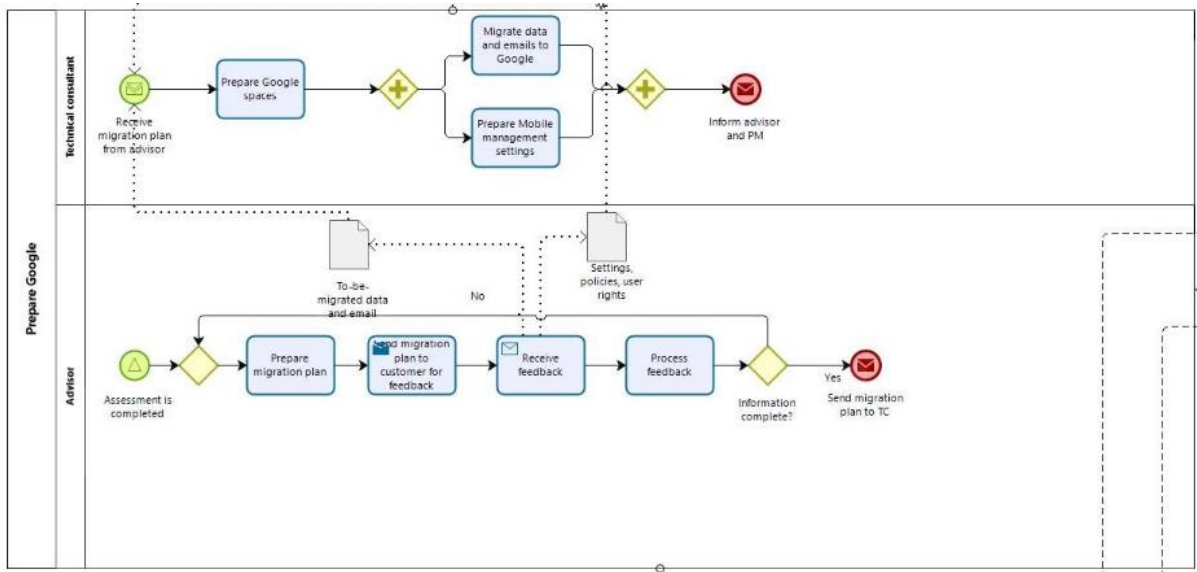 Prepare Google
Technical consultant
Receive
migration plan
from advisor
Prepare Google
spaces
Migrate data
and emails to
Google
Prepare Mobile
management
settings
Inform advisor
and PM
Advisor
To-be-
migrated data
and email
Settings,
policies, user
rights
No
Assessment is
completed
Prepare
migration plan
migration
plan to
customer for
feedback
Receive
feedback
Process
feedback
Information
complete?
Yes
Send migration
plan to TC